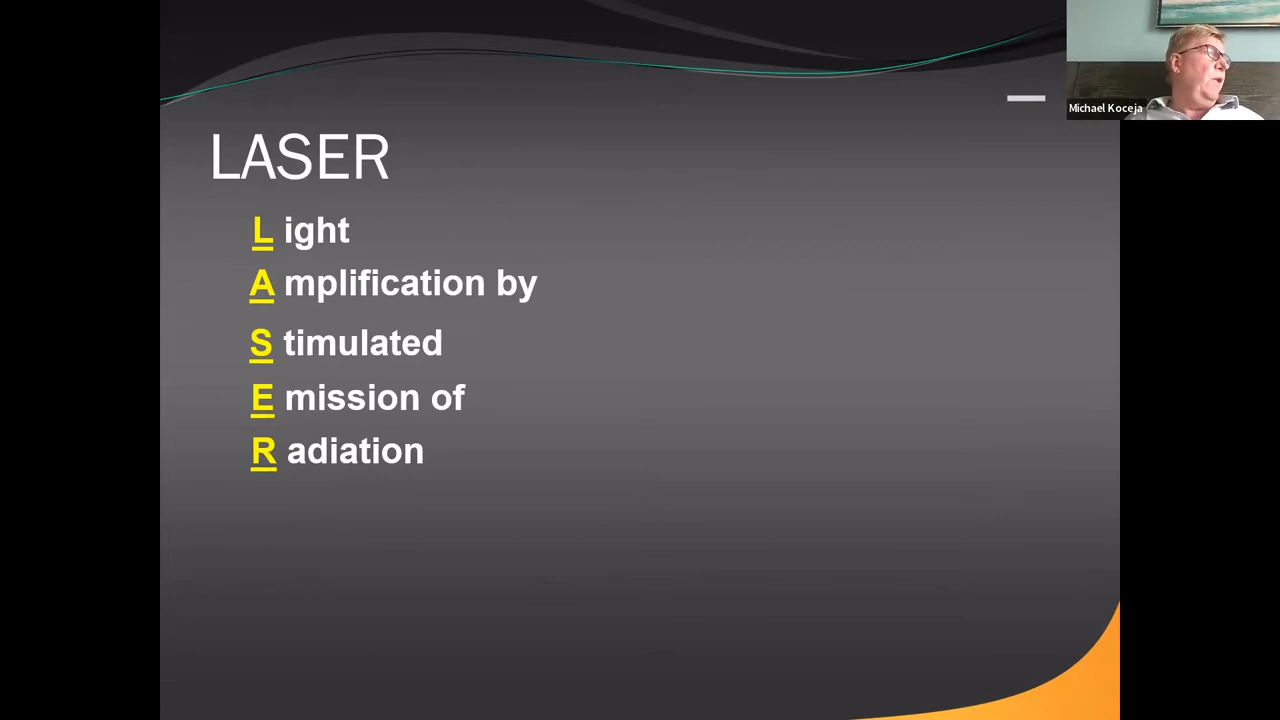 Michael Koceja
LASER
L ight
A mplification by
S timulated
E mission of
R adiation